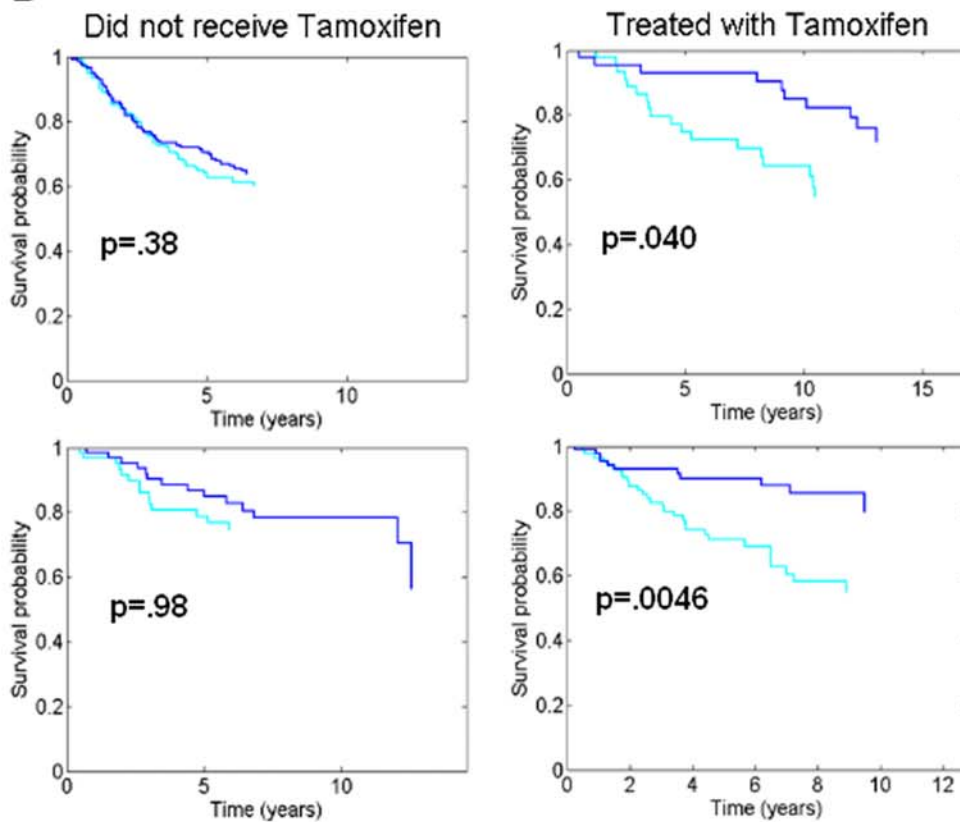 Did not receive Tamoxifen
Treated with Tamoxifen
1
0.8
0.6
0.4
0.2
0
Survival probability
p=.38
0 5 10
Time (years)
1
0.8
0.6
0.4
0.2
0
Survival probability
p=.040
0 5 10 15
Time (years)
1
0.8
0.6
0.4
0.2
0
Survival probability
p=.98
0 5 10
Time (years)
1
0.8
0.6
0.4
0.2
0
Survival probability
p=.0046
0 2 4 6 8 10 12
Time (years)